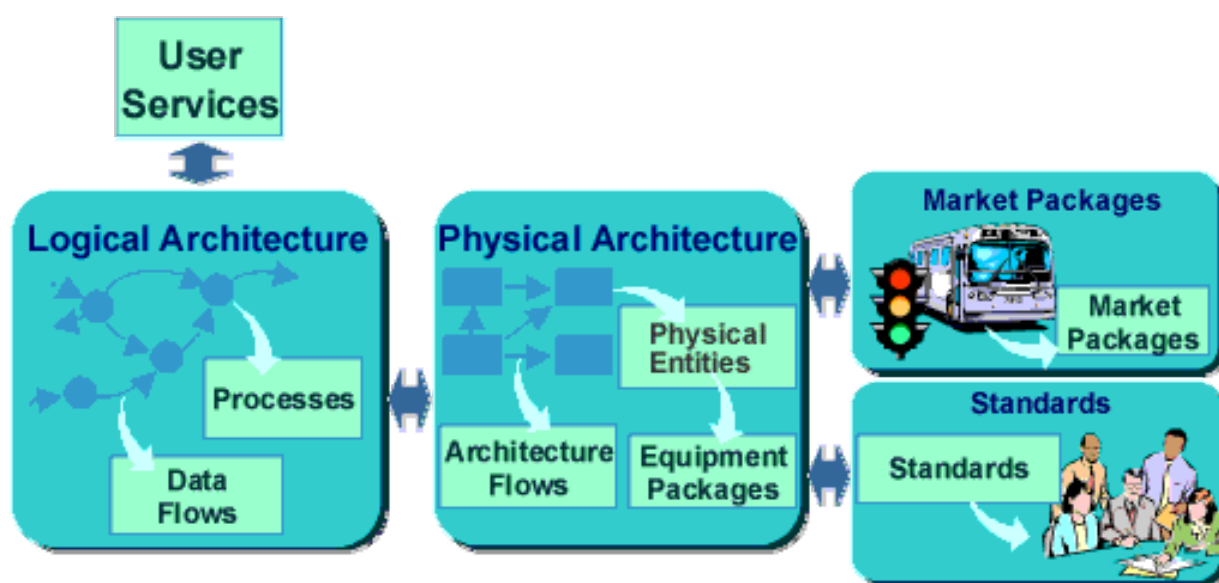 User
Services
Logical Architecture
Processes
Data
Flows
Physical Architecture
Physical
Entities
Architecture
Flows
Equipment
Packages
Market Packages
Market
Packages
Standards
Standards